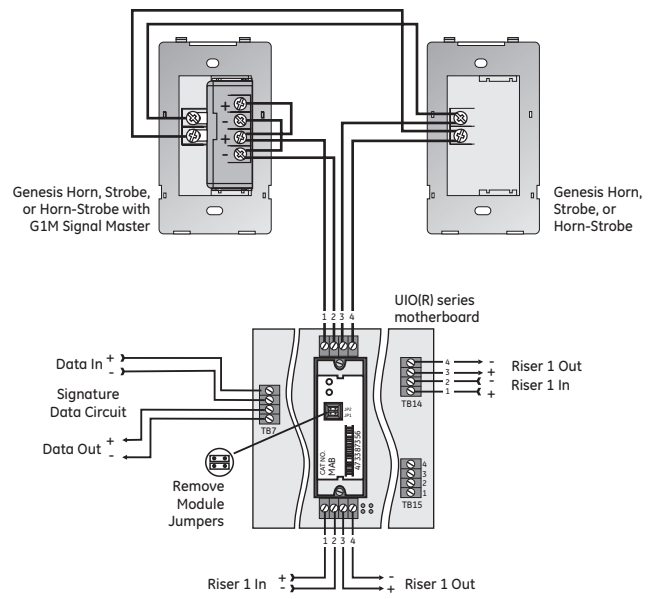 +
-
+
-
Genesis Horn, Strobe,
or Horn-Strobe with
G1M Signal Master
Genesis Horn,
Strobe, or
Horn-Strobe
1 2 3 4
UIO(R) series
motherboard
Data In + -
Signature
Data Circuit
Data Out + -
TB7
JP2
JP1
CAT NO.
MAB
473387356
4 - Riser 1 Out
3 +
2 - Riser 1 In
1 +
TB14
4
3
2
1
TB15
Remove
Module
Jumpers
1 2 3 4
Riser 1 In + -
- + Riser 1 Out